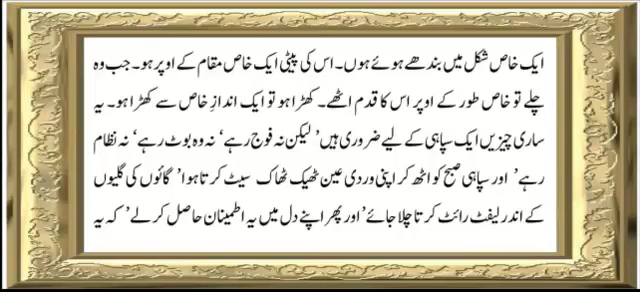 ایک خاص شکل میں بندھے ہوئے ہوں۔ اس کی پیٹی ایک خاص مقام کے اوپر ہو۔ جب وہ
چلے تو خاص طور کے اوپر اس کا قدم اٹھے۔ کھڑا ہو تو ایک اندازِ خاص سے کھڑا ہو۔ یہ
ساری چیزیں ایک سپاہی کے لیے ضروری ہیں’ لیکن نہ فوج رہے‘ نہ وہ بوٹ رہے‘ نہ نظام
رہے’ اور سپاہی صبح کو اٹھ کر اپنی وردی عین ٹھیک ٹھاک سیٹ کرتا ہوا’ گائوں کی گلیوں
کے اندر لیفٹ رائٹ کرتا چلا جائے’ اور پھر اپنے دل میں یہ اطمینان حاصل کرلے’ کہ یہ